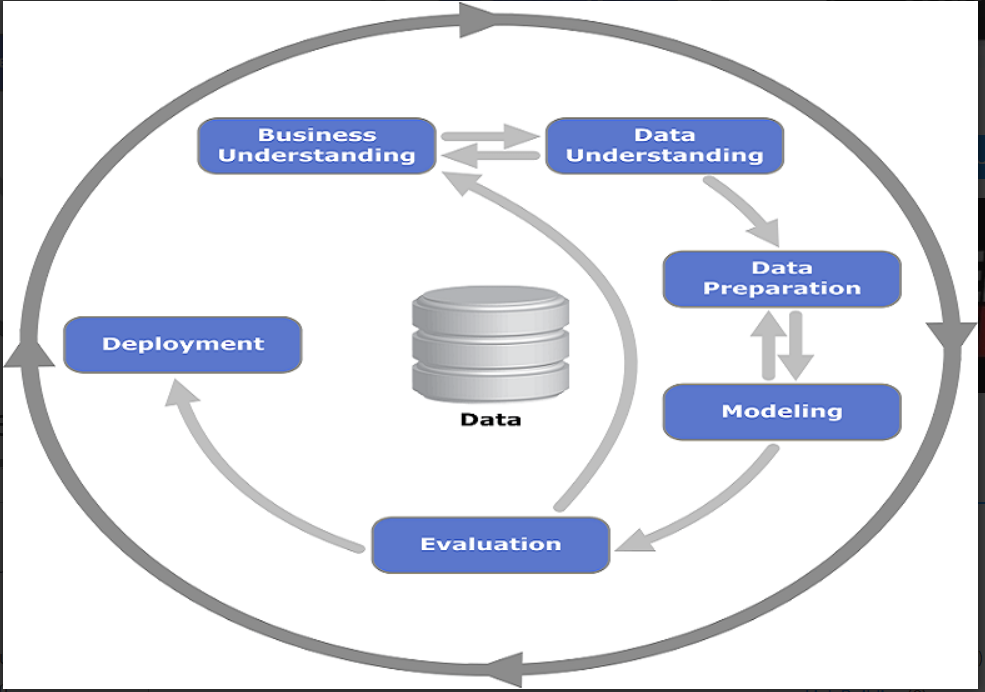 Business
Understanding
Data
Understanding
Data
Preparation
Deployment
Modeling
Data
Evaluation